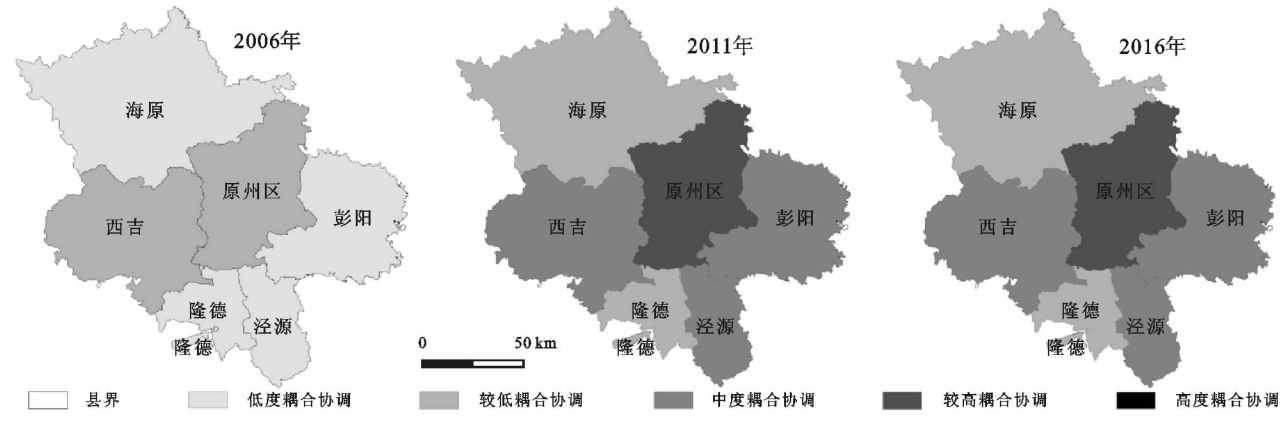 2006年
海原
原州区
西吉
彭阳
隆德
泾源
隆德
2011年
海原
原州区
西吉
彭阳
隆德
泾源
隆德
2016年
海原
原州区
西吉
彭阳
隆德
泾源
隆德
0 50 km
县界 低度耦合协调 较低耦合协调 中度耦合协调 较高耦合协调 高度耦合协调